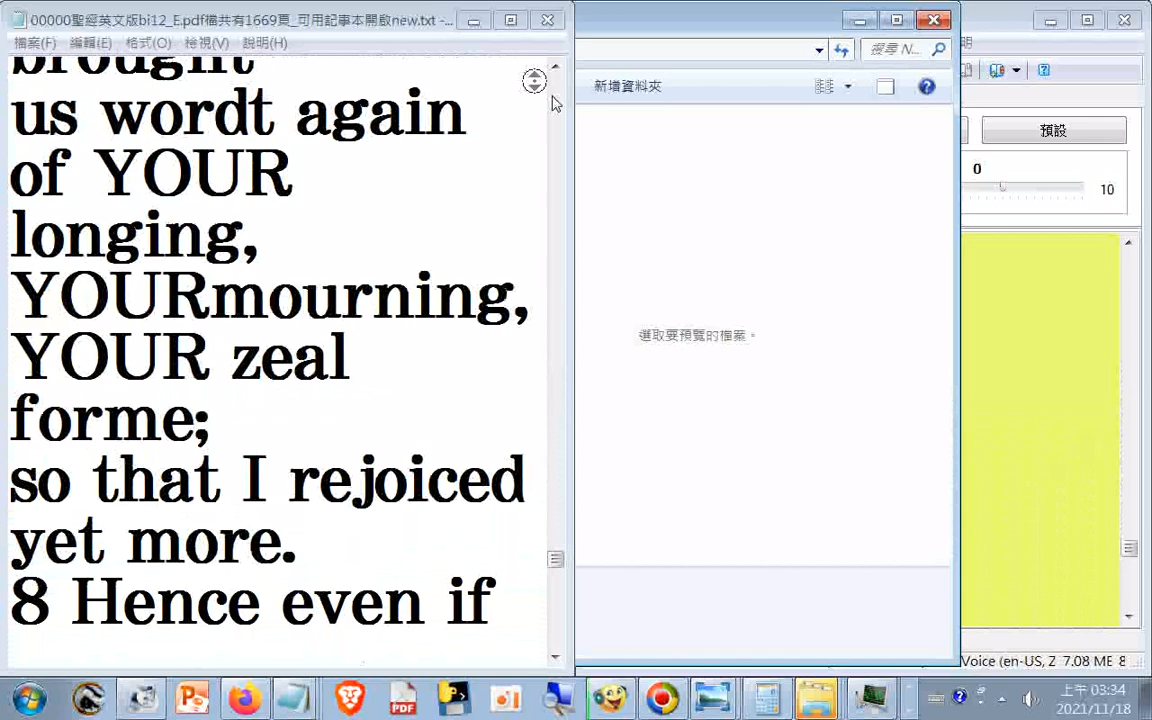 00000聖經英文版bi12_E.pdf檔共有1669頁_可用記事本開啟new.txt -...
檔案(F) 編輯(E) 格式(O) 檢視(V) 說明(H)
搜尋 N...
明
新增資料夾
預設
0
10
brought
us wordt again
of YOUR
longing,
YOURmourning,
YOUR zeal
forme;
so that I rejoiced
yet more.
8 Hence even if
選取要預覽的檔案。
Voice (en-US, Z 7.08 ME 8
PDF
上午 03:34
2021/11/18